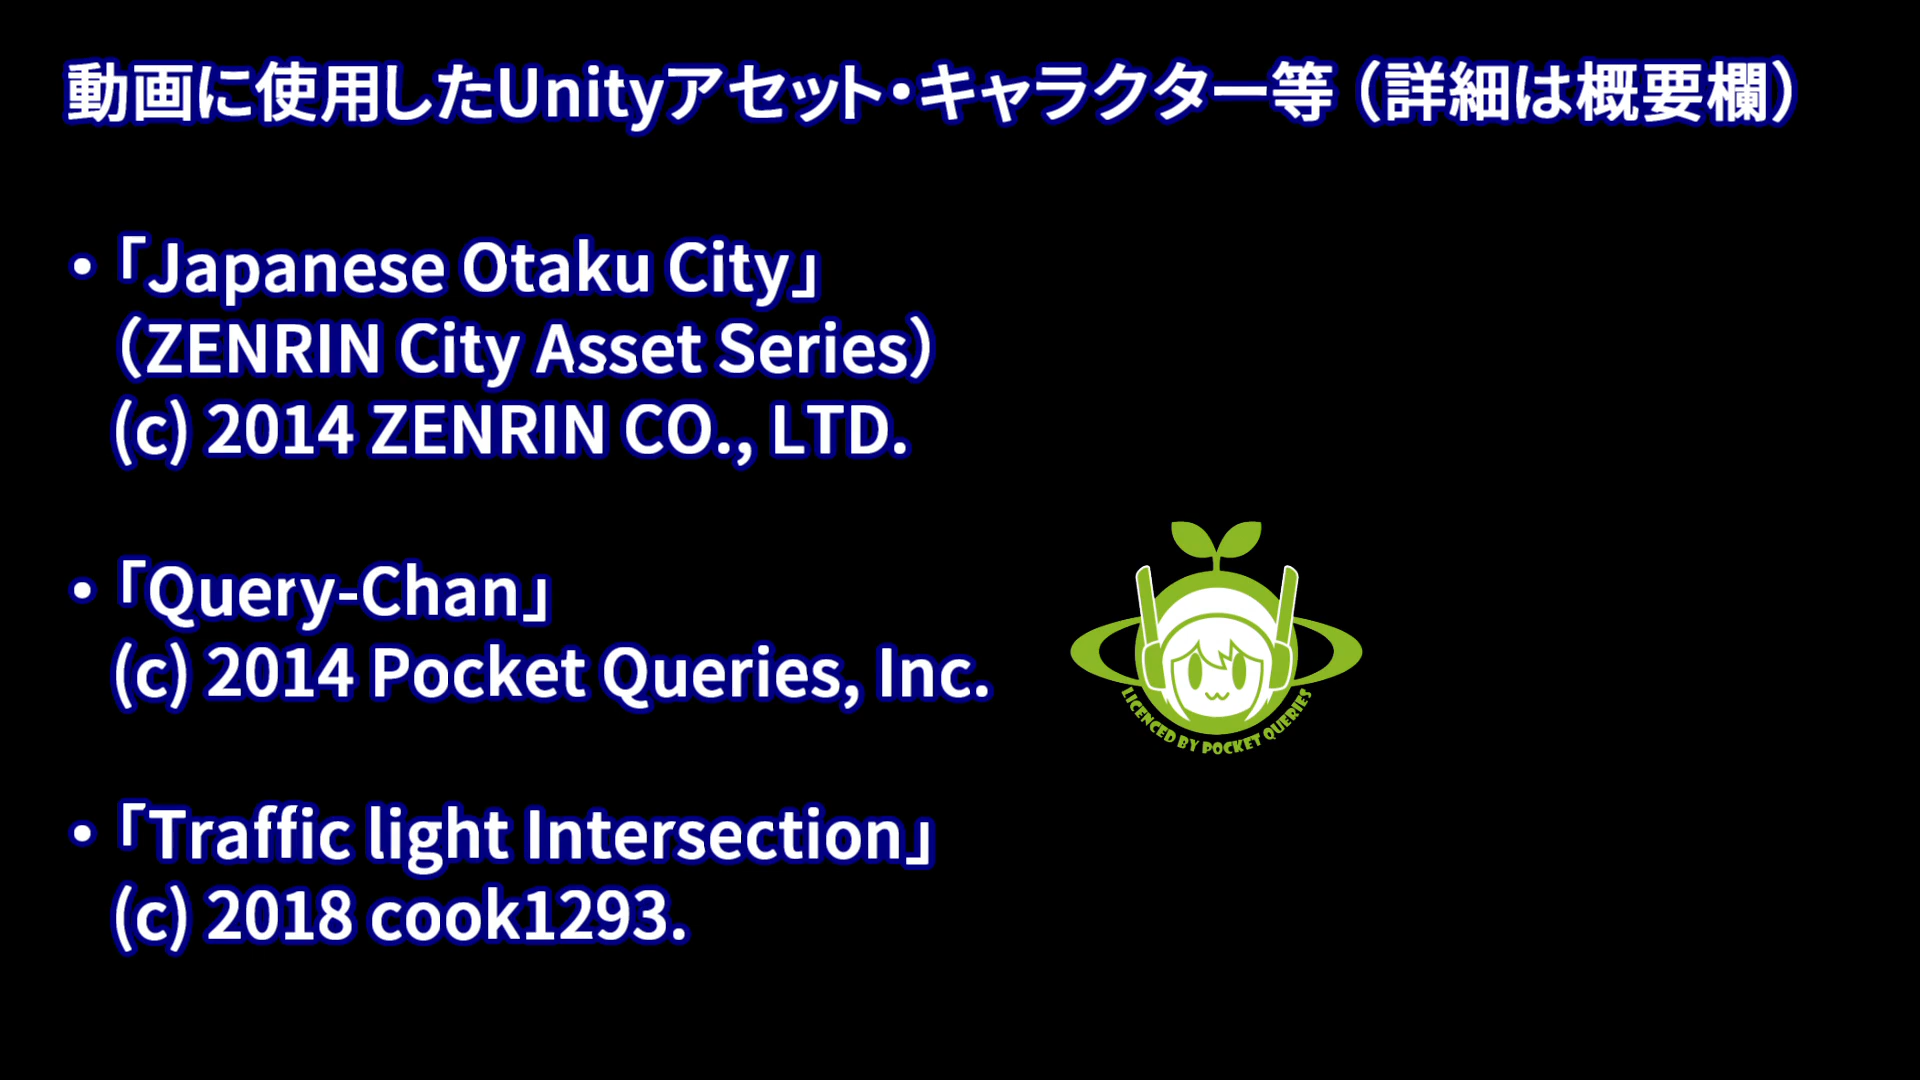 動画に使用したUnityアセット・キャラクター等（詳細は概要欄）
・「Japanese Otaku City」
（ZENRIN City Asset Series）
(c) 2014 ZENRIN CO., LTD.
・「Query-Chan」
(c) 2014 Pocket Queries, Inc.
LICENCED BY POCKET QUERIES
・「Traffic light Intersection」
(c) 2018 cook1293.